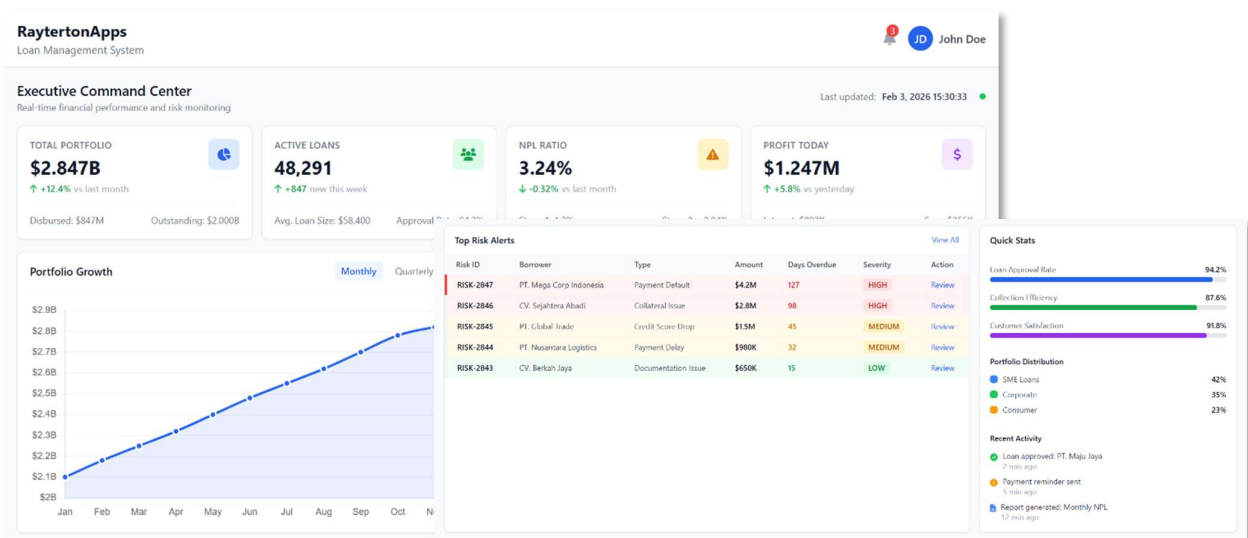 RaytertonApps
Loan Management System
3
JD
John Doe
Executive Command Center
Real-time financial performance and risk monitoring
Last updated: Feb 3, 2026 15:30:33
TOTAL PORTFOLIO
$2.847B
+12.4% vs last month
Disbursed: $847M Outstanding: $2.000B
ACTIVE LOANS
48,291
+847 new this week
Avg. Loan Size: $58,400 Approval
NPL RATIO
3.24%
-0.32% vs last month
PROFIT TODAY
$1.247M
+5.8% vs yesterday
Portfolio Growth
Monthly Quarterly
$2.9B
$2.8B
$2.7B
$2.6B
$2.5B
$2.4B
$2.3B
$2.2B
$2.1B
$2B
Jan Feb Mar Apr May Jun Jul Aug Sep Oct
Top Risk Alerts View All
Risk ID Borrower Type Amount Days Overdue Severity Action
RISK-2847 PT. Mega Corp Indonesia Payment Default $4.2M 127 HIGH Review
RISK-2846 CV. Sejahtera Abadi Collateral Issue $2.8M 98 HIGH Review
RISK-2845 PT. Global Trade Credit Score Drop $1.5M 45 MEDIUM Review
RISK-2844 PT. Nusantara Logistics Payment Delay $980K 32 MEDIUM Review
RISK-2843 CV. Berkah Jaya Documentation Issue $650K 15 LOW Review
Quick Stats
Loan Approval Rate 94.2%
Collection Efficiency 87.6%
Customer Satisfaction 91.8%
Portfolio Distribution
SME Loans 42%
Corporate 35%
Consumer 23%
Recent Activity
Loan approved: PT. Maju Jaya
2 min ago
Payment reminder sent
5 min ago
Report generated: Monthly NPL
12 min ago